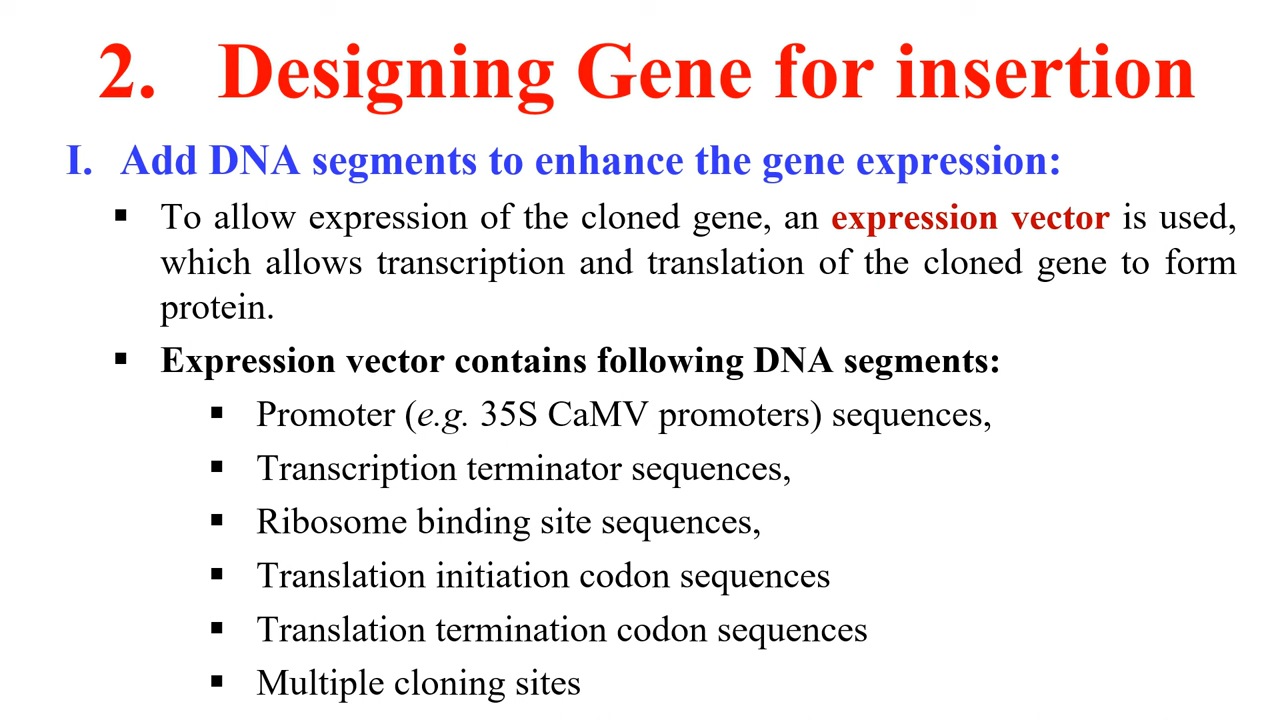 2. Designing Gene for insertion
I. Add DNA segments to enhance the gene expression:
▪ To allow expression of the cloned gene, an expression vector is used,
which allows transcription and translation of the cloned gene to form
protein.
▪ Expression vector contains following DNA segments:
▪ Promoter (e.g. 35S CaMV promoters) sequences,
▪ Transcription terminator sequences,
▪ Ribosome binding site sequences,
▪ Translation initiation codon sequences
▪ Translation termination codon sequences
▪ Multiple cloning sites